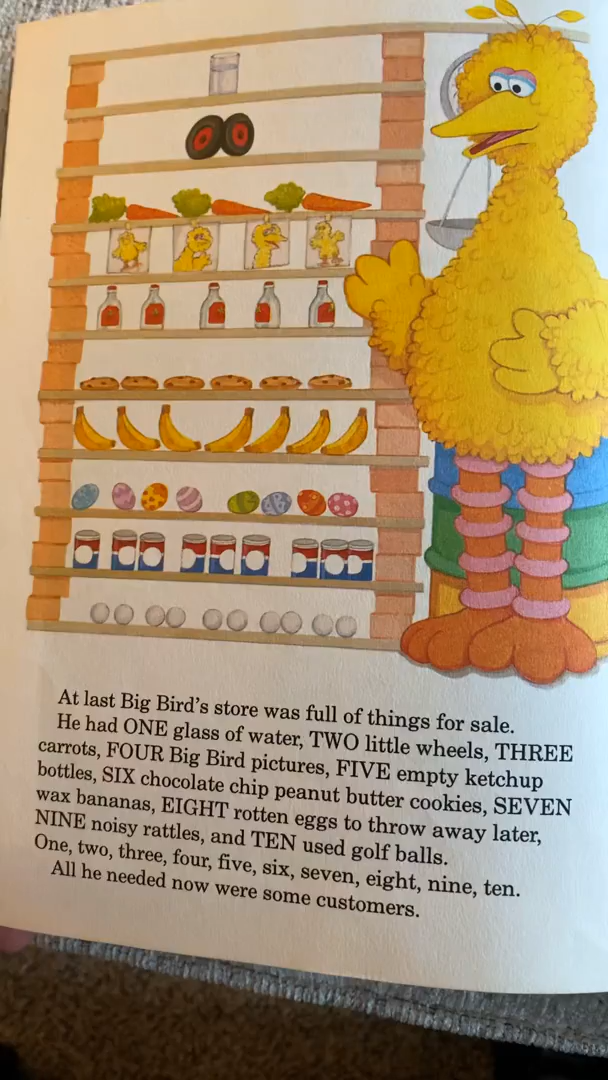 At last Big Bird's store was full of things for sale.
He had ONE glass of water, TWO little wheels, THREE
carrots, FOUR Big Bird pictures, FIVE empty ketchup
bottles, SIX chocolate chip peanut butter cookies, SEVEN
wax bananas, EIGHT rotten eggs to throw away later,
NINE noisy rattles, and TEN used golf balls.
One, two, three, four, five, six, seven, eight, nine, ten.
All he needed now were some customers.